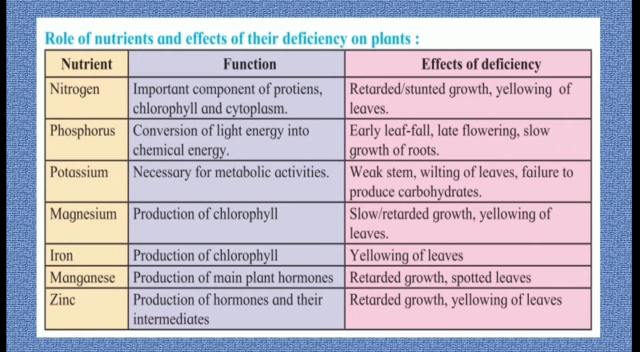 Role of nutrients and effects of their deficiency on plants :
Nutrient Function Effects of deficiency
Nitrogen Important component of protiens, Retarded/stunted growth, yellowing of
chlorophyll and cytoplasm. leaves.
Phosphorus Conversion of light energy into Early leaf-fall, late flowering, slow
chemical energy. growth of roots.
Potassium Necessary for metabolic activities. Weak stem, wilting of leaves, failure to
produce carbohydrates.
Magnesium Production of chlorophyll Slow/retarded growth, yellowing of
leaves.
Iron Production of chlorophyll Yellowing of leaves
Manganese Production of main plant hormones Retarded growth, spotted leaves
Zinc Production of hormones and their Retarded growth, yellowing of leaves
intermediates